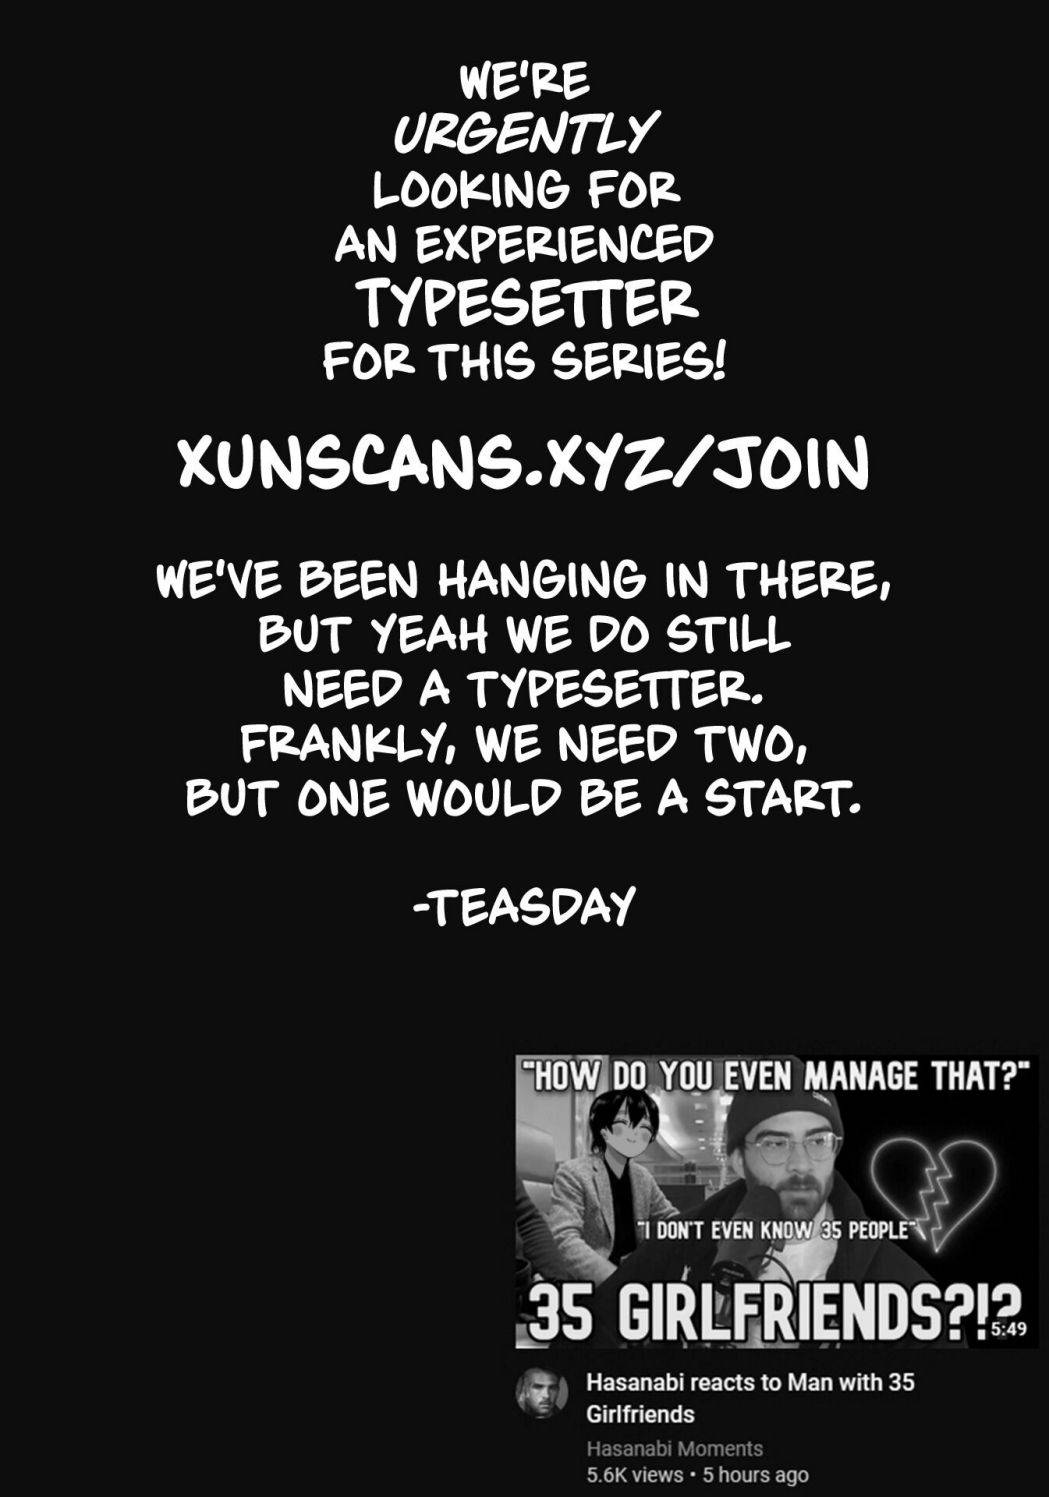 WE'RE
URGENTLY
LOOKING FOR
AN EXPERIENCED
TYPESETTER
FOR THIS SERIES!
XUNSCANS.XYZ/JOIN
WE'VE BEEN HANGING IN THERE,
BUT YEAH WE DO STILL
NEED A TYPESETTER.
FRANKLY, WE NEED TWO,
BUT ONE WOULD BE A START.
-TEASDAY
"HOW DO YOU EVEN MANAGE THAT?"
"I DON'T EVEN KNOW 35 PEOPLE"
35 GIRLFRIENDS?!?
5:49
Hasanabi reacts to Man with 35
Girlfriends
Hasanabi Moments
5.6K views • 5 hours ago